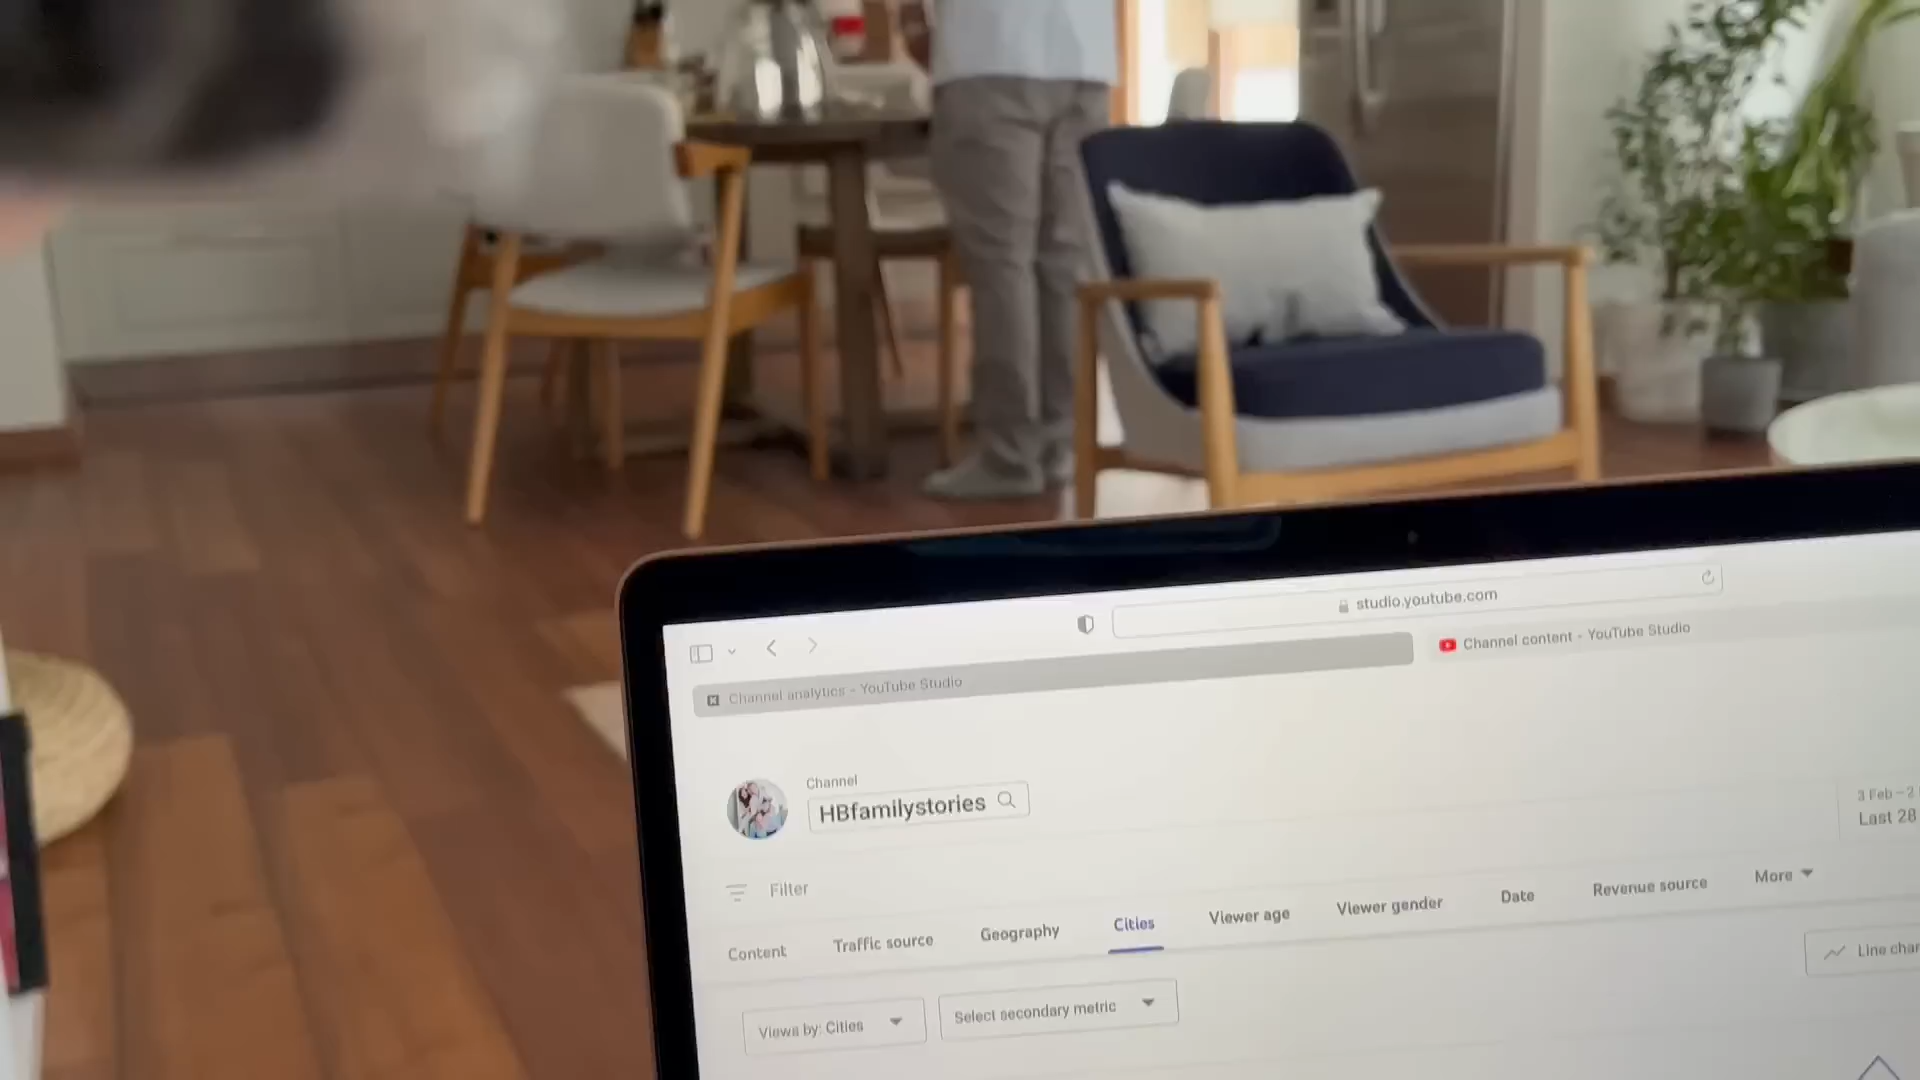 studio.youtube.com
Channel analytics - YouTube Studio
Channel content - YouTube Studio
Channel
HBfamilystories
3 Feb – 2
Last 28
Filter
Content
Traffic source
Geography
Cities
Viewer age
Viewer gender
Date
Revenue source
More
Views by: Cities
Select secondary metric
Line char